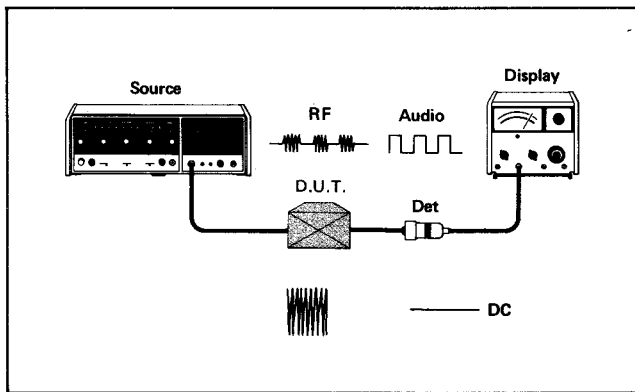 Source
Display
RF
Audio
D.U.T.
Det
DC